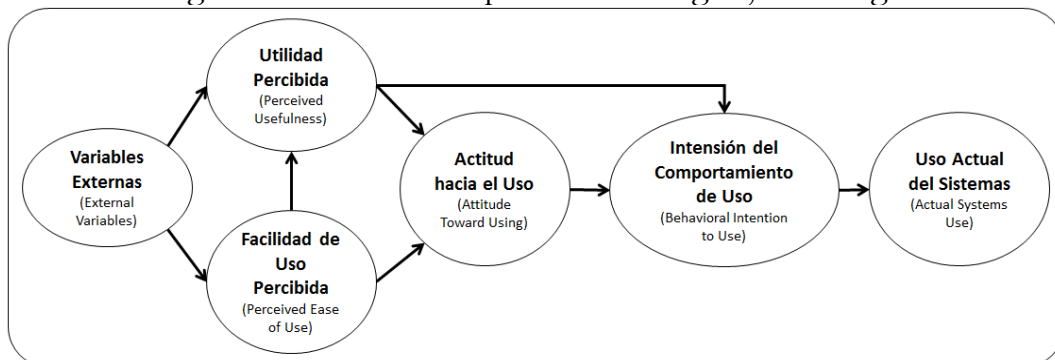 Utilidad
Percibida
(Perceived
Usefulness)
Variables
Externas
(External
Variables)
Facilidad de
Uso
Percibida
(Perceived Ease
of Use)
Actitud
hacia el Uso
(Attitude
Toward Using)
Intensión del
Comportamiento
de Uso
(Behavioral Intention
to Use)
Uso Actual
del Sistemas
(Actual Systems
Use)